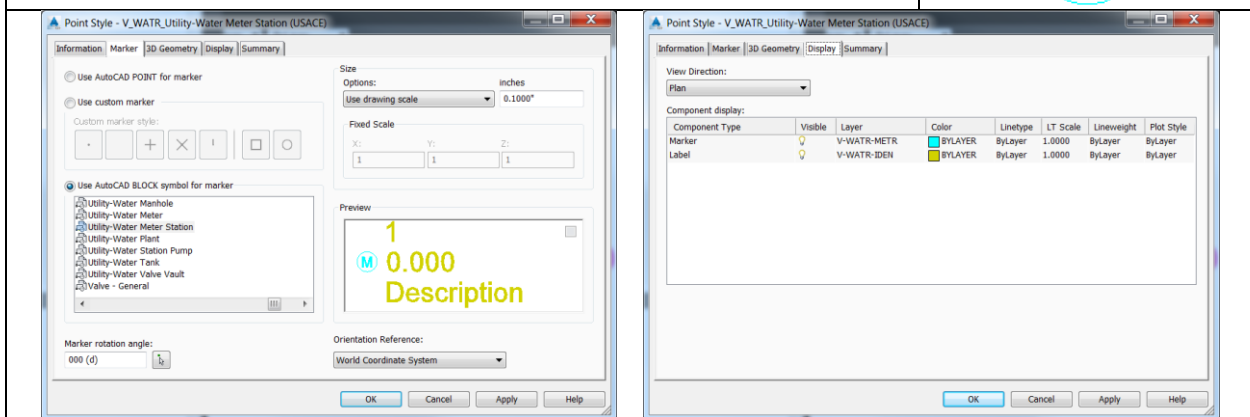 Point Style - V_WATR_Utility-Water Meter Station (USACE)
Information Marker 3D Geometry Display Summary
Use AutoCAD POINT for marker
Use custom marker
Custom marker style:
Use AutoCAD BLOCK symbol for marker
Utility-Water Manhole
Utility-Water Meter
Utility-Water Meter Station
Utility-Water Plant
Utility-Water Station Pump
Utility-Water Tank
Utility-Water Valve Vault
Valve - General
Marker rotation angle:
000 (d)
Size
Options: inches
Use drawing scale 0.1000"
Fixed Scale
X: Y: Z:
1 1 1
Preview
1
M 0.000
Description
Orientation Reference:
World Coordinate System
OK Cancel Apply Help
Point Style - V_WATR_Utility-Water Meter Station (USACE)
Information Marker 3D Geometry Display Summary
View Direction:
Plan
Component display:
Component Type Visible Layer Color Linetype LT Scale Lineweight Plot Style
Marker V-WATR-METR BYLAYER ByLayer 1.0000 ByLayer ByLayer
Label V-WATR-IDEN BYLAYER ByLayer 1.0000 ByLayer ByLayer
OK Cancel Apply Help